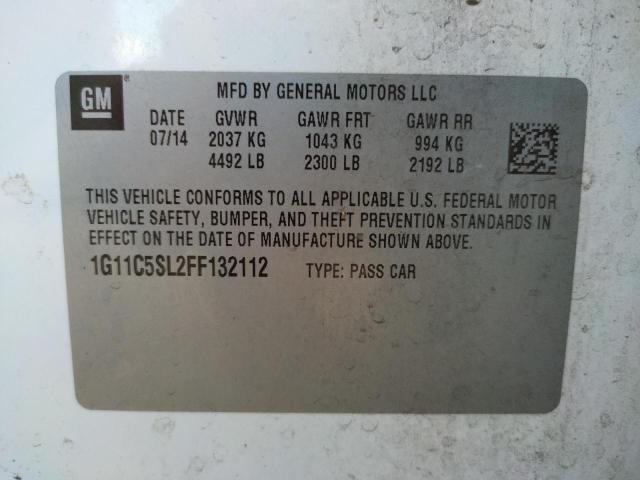 GM® MFD BY GENERAL MOTORS LLC
DATE GVWR GAWR FRT GAWR RR
07/14 2037 KG 1043 KG 994 KG
4492 LB 2300 LB 2192 LB
THIS VEHICLE CONFORMS TO ALL APPLICABLE U.S. FEDERAL MOTOR
VEHICLE SAFETY, BUMPER, AND THEFT PREVENTION STANDARDS IN
EFFECT ON THE DATE OF MANUFACTURE SHOWN ABOVE.
1G11C5SL2FF132112 TYPE: PASS CAR